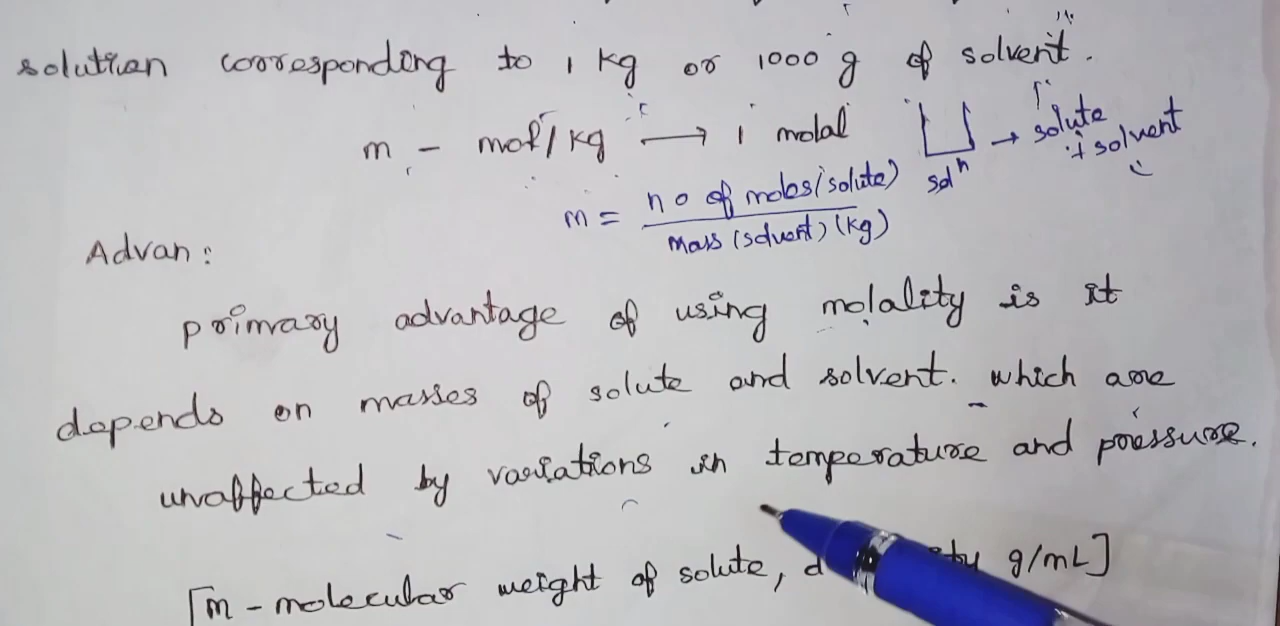 solution corresponding to 1 kg or 1000 g of solvent.
m - mol/kg → 1 molal
solⁿ → solute + solvent
m = no of moles (solute) / mass (solvent) (kg)
Advan :
primary advantage of using molality is it
depends on masses of solute and solvent. which are
unaffected by variations in temperature and pressure.
[m - molecular weight of solute, g/mL]